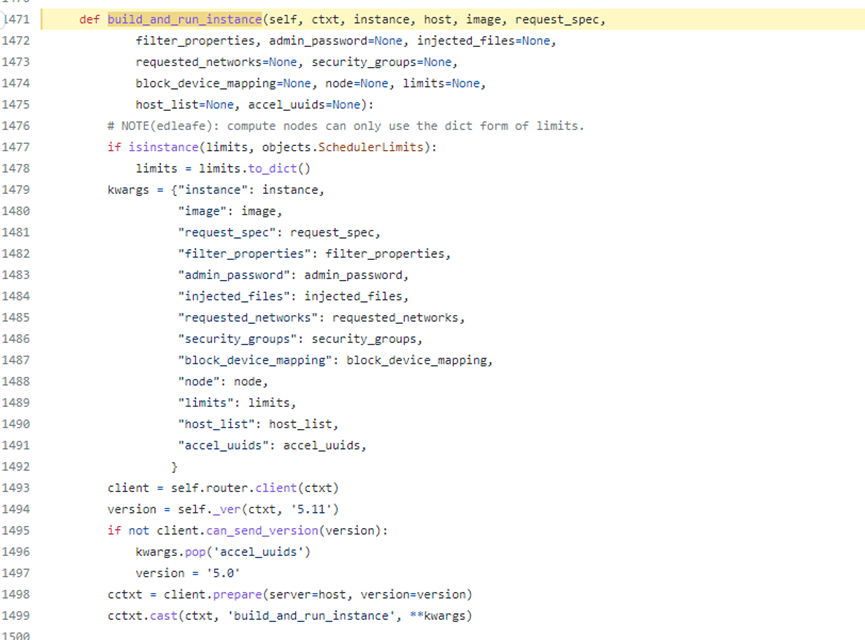 1471 def build_and_run_instance(self, ctxt, instance, host, image, request_spec,
1472 filter_properties, admin_password=None, injected_files=None,
1473 requested_networks=None, security_groups=None,
1474 block_device_mapping=None, node=None, limits=None,
1475 host_list=None, accel_uuids=None):
1476 # NOTE(edleafe): compute nodes can only use the dict form of limits.
1477 if isinstance(limits, objects.SchedulerLimits):
1478 limits = limits.to_dict()
1479 kwargs = {"instance": instance,
1480 "image": image,
1481 "request_spec": request_spec,
1482 "filter_properties": filter_properties,
1483 "admin_password": admin_password,
1484 "injected_files": injected_files,
1485 "requested_networks": requested_networks,
1486 "security_groups": security_groups,
1487 "block_device_mapping": block_device_mapping,
1488 "node": node,
1489 "limits": limits,
1490 "host_list": host_list,
1491 "accel_uuids": accel_uuids,
1492 }
1493 client = self.router.client(ctxt)
1494 version = self._ver(ctxt, '5.11')
1495 if not client.can_send_version(version):
1496 kwargs.pop('accel_uuids')
1497 version = '5.0'
1498 cctxt = client.prepare(server=host, version=version)
1499 cctxt.cast(ctxt, 'build_and_run_instance', **kwargs)
1500